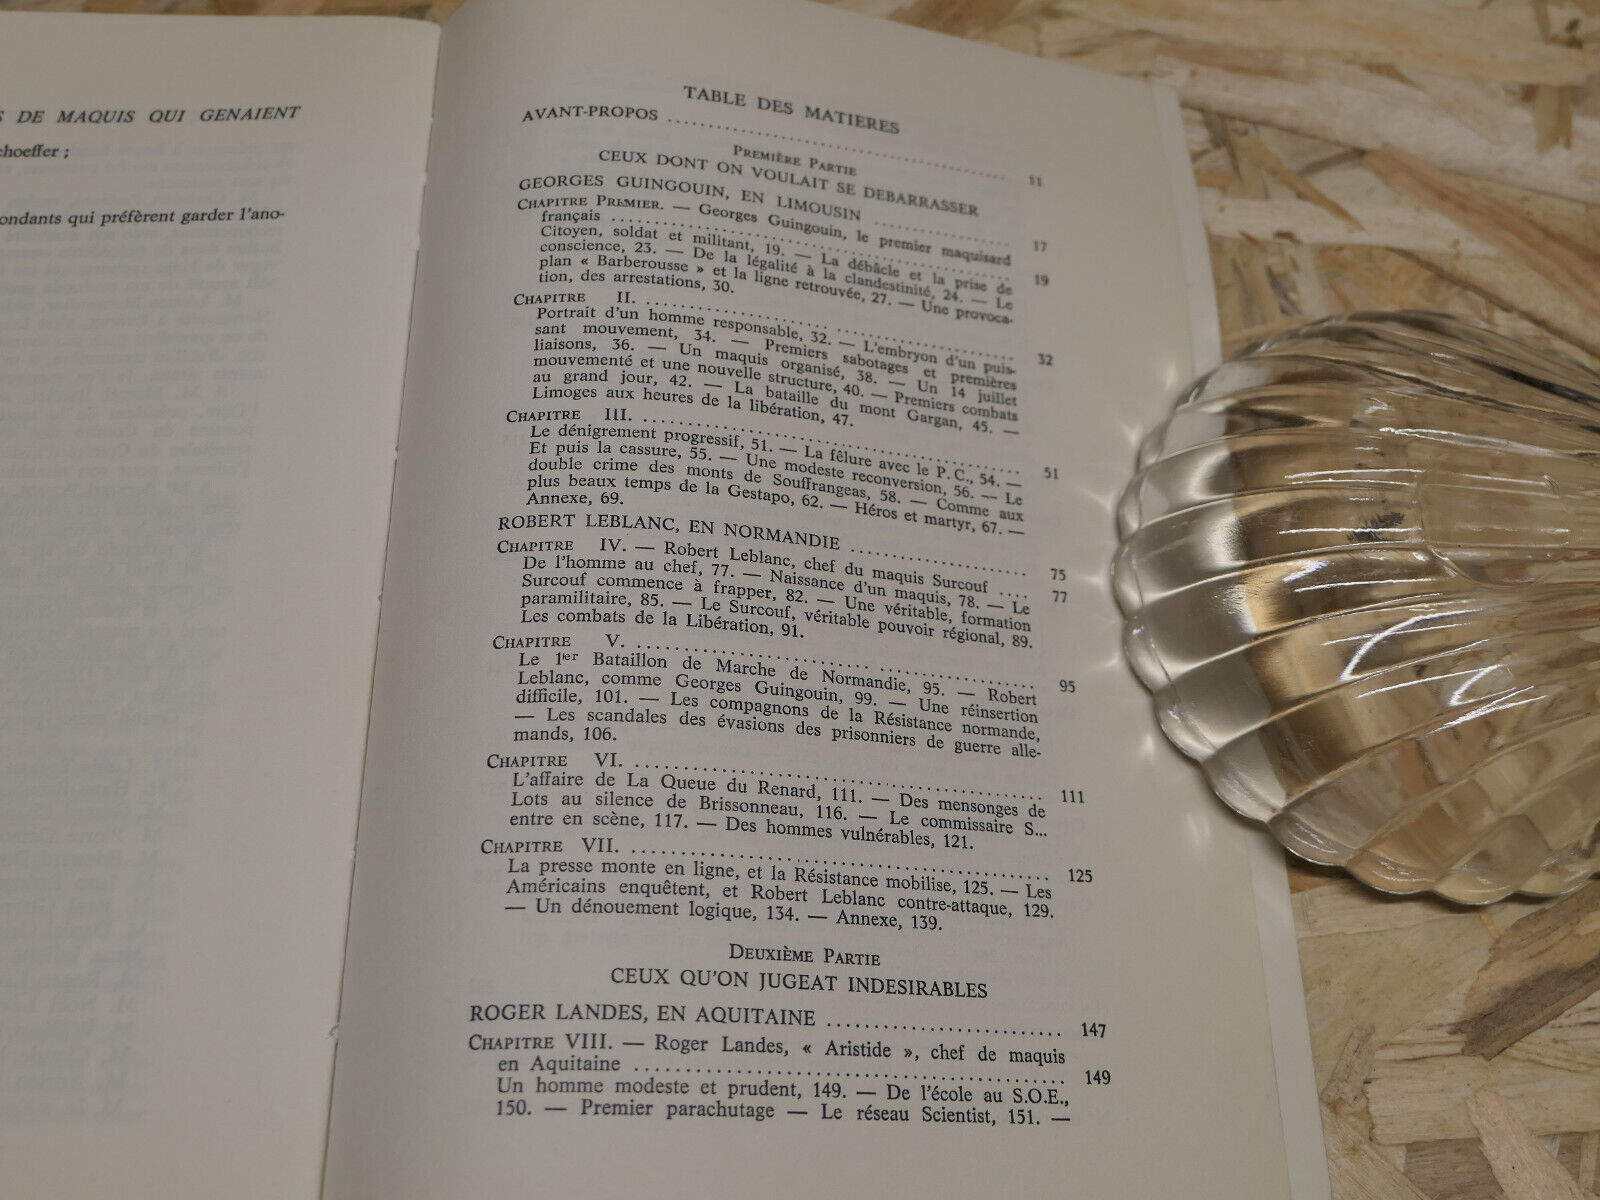 DE MAQUIS QUI GENAIENT
choeffer ;
ondants qui préfèrent garder l'ano-
TABLE DES MATIERES
AVANT-PROPOS ........ 11
PREMIÈRE PARTIE
CEUX DONT ON VOULAIT SE DEBARRASSER
GEORGES GUINGOUIN, EN LIMOUSIN ........ 17
CHAPITRE PREMIER. — Georges Guingouin, le premier maquisard
français ........ 19
Citoyen, soldat et militant, 19. — La débâcle et la prise de
conscience, 23. — De la légalité à la clandestinité, 24. — Le
plan « Barberousse » et la ligne retrouvée, 27. — Une provoca-
tion, des arrestations, 30.
CHAPITRE II. ........ 32
Portrait d'un homme responsable, 32. — L'embryon d'un puis-
sant mouvement, 34. — Premiers sabotages et premières
liaisons, 36. — Un maquis organisé, 38. — Un 14 juillet
mouvementé et une nouvelle structure, 40. — Premiers combats
au grand jour, 42. — La bataille du mont Gargan, 45. —
Limoges aux heures de la libération, 47.
CHAPITRE III. ........ 51
Le dénigrement progressif, 51. — La fêlure avec le P.C., 54. —
Et puis la cassure, 55. — Une modeste reconversion, 56. — Le
double crime des monts de Souffrangeas, 58. — Comme aux
plus beaux temps de la Gestapo, 62. — Héros et martyr, 67. —
Annexe, 69.
ROBERT LEBLANC, EN NORMANDIE ........ 75
CHAPITRE IV. — Robert Leblanc, chef du maquis Surcouf .... 77
De l'homme au chef, 77. — Naissance d'un maquis, 78. — Le
Surcouf commence à frapper, 82. — Une véritable, formation
paramilitaire, 85. — Le Surcouf, véritable pouvoir régional, 89.
Les combats de la Libération, 91.
CHAPITRE V. ........ 95
Le 1ier Bataillon de Marche de Normandie, 95. — Robert
Leblanc, comme Georges Guingouin, 99. — Une réinsertion
difficile, 101. — Les compagnons de la Résistance normande,
— Les scandales des évasions des prisonniers de guerre alle-
mands, 106.
CHAPITRE VI. ........ 111
L'affaire de La Queue du Renard, 111. — Des mensonges de
Lots au silence de Brissonneau, 116. — Le commissaire S...
entre en scène, 117. — Des hommes vulnérables, 121.
CHAPITRE VII. ........ 125
La presse monte en ligne, et la Résistance mobilise, 125. — Les
Américains enquêtent, et Robert Leblanc contre-attaque, 129.
— Un dénouement logique, 134. — Annexe, 139.
DEUXIÈME PARTIE
CEUX QU'ON JUGEAT INDESIRABLES
ROGER LANDES, EN AQUITAINE ........ 147
CHAPITRE VIII. — Roger Landes, « Aristide », chef de maquis
en Aquitaine ........ 149
Un homme modeste et prudent, 149. — De l'école au S.O.E.,
150. — Premier parachutage — Le réseau Scientist, 151. —